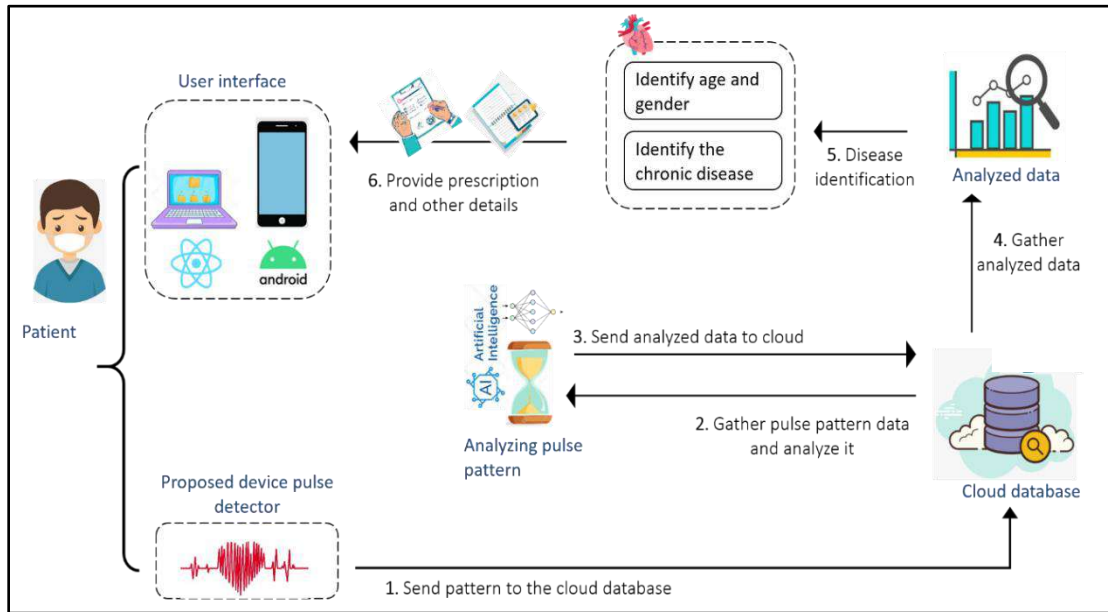 User interface
android
Patient
Proposed device pulse
detector
1. Send pattern to the cloud database
Cloud database
2. Gather pulse pattern data
and analyze it
Artificial
Intelligence
AI
Analyzing pulse
pattern
3. Send analyzed data to cloud
4. Gather
analyzed data
Analyzed data
5. Disease
identification
Identify age and
gender
Identify the
chronic disease
6. Provide prescription
and other details